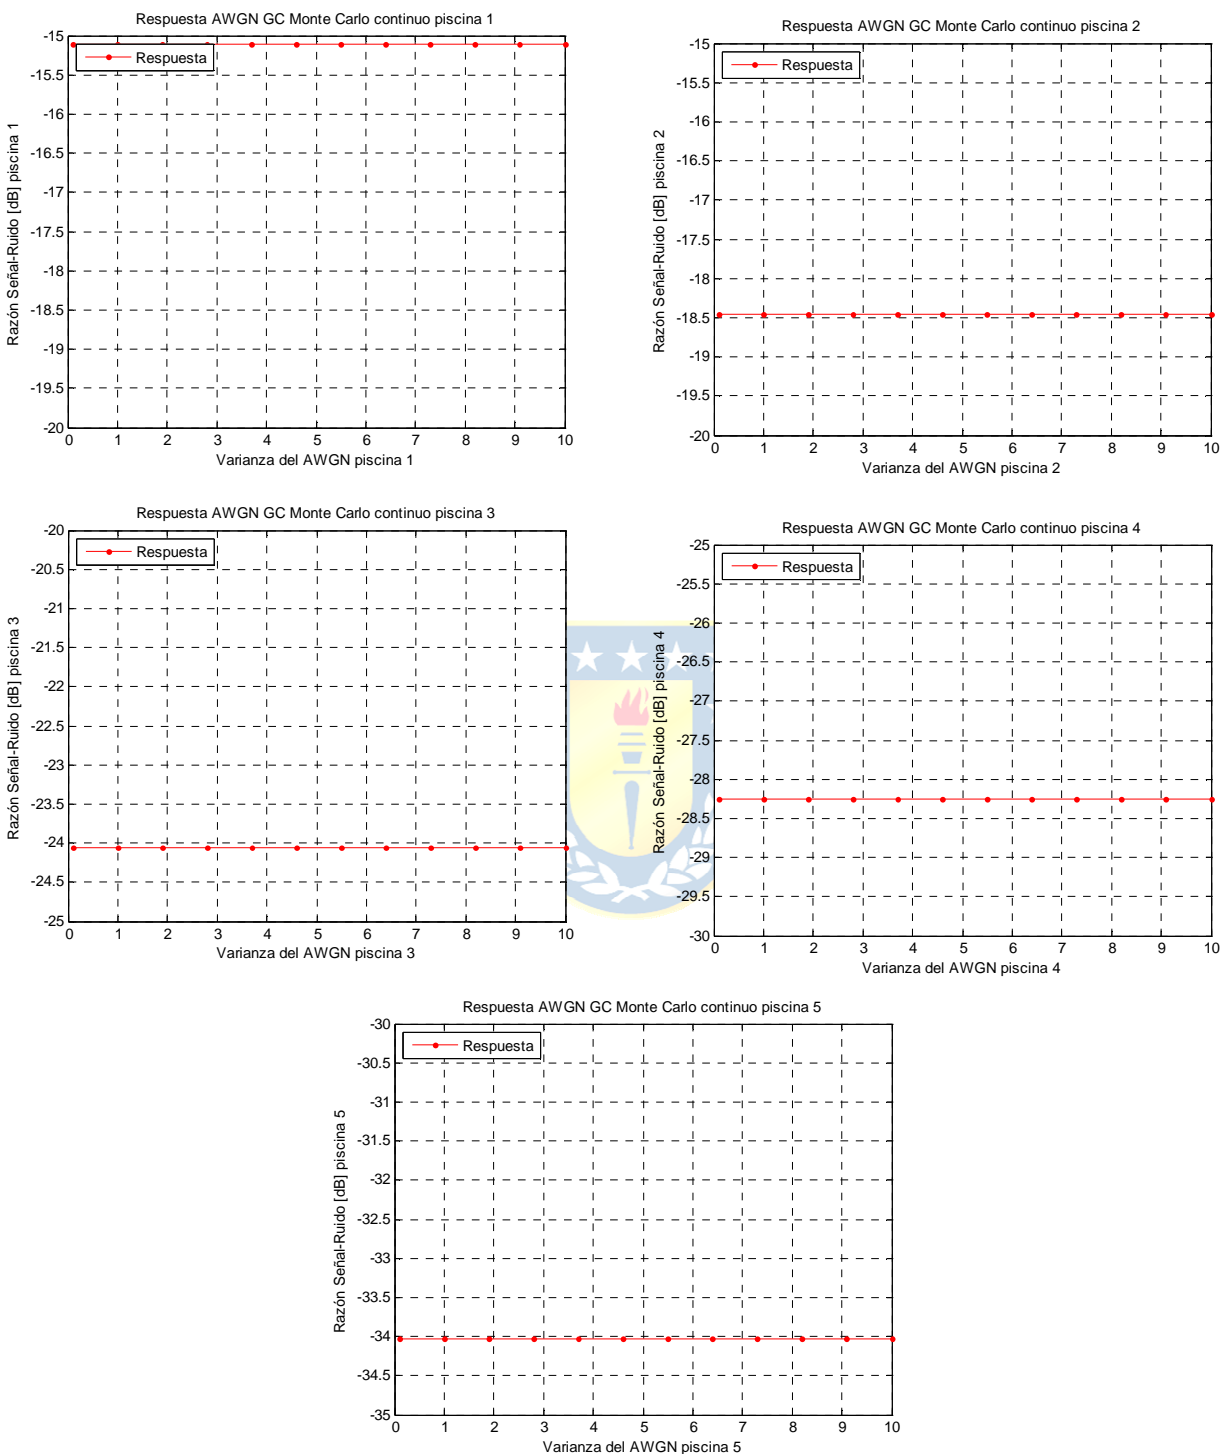 Respuesta AWGN GC Monte Carlo continuo piscina 1
Razón Señal-Ruido [dB] piscina 1
-15
-15.5
-16
-16.5
-17
-17.5
-18
-18.5
-19
-19.5
-20
Respuesta
0 1 2 3 4 5 6 7 8 9 10
Varianza del AWGN piscina 1
Respuesta AWGN GC Monte Carlo continuo piscina 2
Razón Señal-Ruido [dB] piscina 2
-15
-15.5
-16
-16.5
-17
-17.5
-18
-18.5
-19
-19.5
-20
Respuesta
0 1 2 3 4 5 6 7 8 9 10
Varianza del AWGN piscina 2
Respuesta AWGN GC Monte Carlo continuo piscina 3
Razón Señal-Ruido [dB] piscina 3
-20
-20.5
-21
-21.5
-22
-22.5
-23
-23.5
-24
-24.5
-25
Respuesta
0 1 2 3 4 5 6 7 8 9 10
Varianza del AWGN piscina 3
Respuesta AWGN GC Monte Carlo continuo piscina 4
Razón Señal-Ruido [dB] piscina 4
-25
-25.5
-26
-26.5
-27
-27.5
-28
-28.5
-29
-29.5
-30
Respuesta
0 1 2 3 4 5 6 7 8 9 10
Varianza del AWGN piscina 4
Respuesta AWGN GC Monte Carlo continuo piscina 5
Razón Señal-Ruido [dB] piscina 5
-30
-30.5
-31
-31.5
-32
-32.5
-33
-33.5
-34
-34.5
-35
Respuesta
0 1 2 3 4 5 6 7 8 9 10
Varianza del AWGN piscina 5